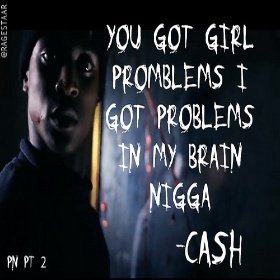 @RAGESTAAR
YOU GOT GIRL
PROMBLEMS I
GOT PROBLEMS
IN MY BRAIN
NIGGA
-CASH
PN PT 2